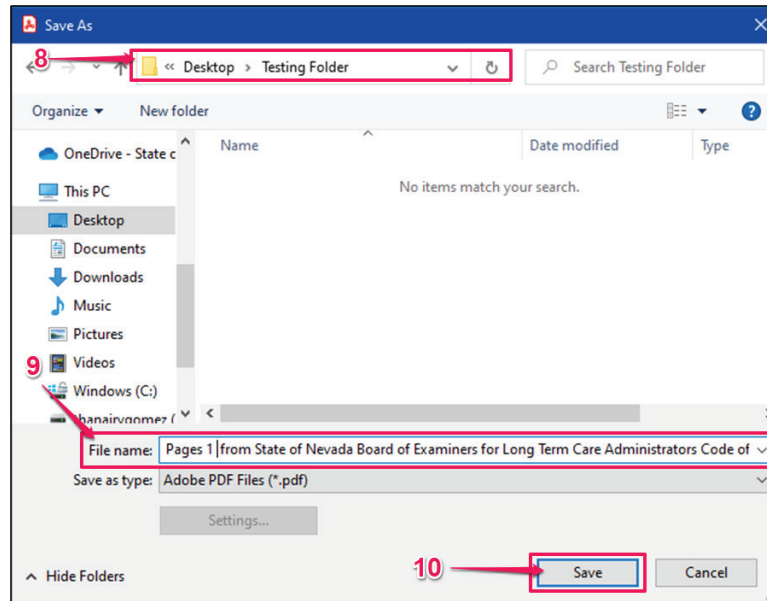 Save As
8
« Desktop › Testing Folder
Search Testing Folder
Organize
New folder
Name
Date modified
Type
No items match your search.
OneDrive - State c
This PC
Desktop
Documents
Downloads
Music
Pictures
Videos
9
Windows (C:)
hanairygomez (
File name:
Pages 1 from State of Nevada Board of Examiners for Long Term Care Administrators Code of
Save as type:
Adobe PDF Files (*.pdf)
Settings...
Hide Folders
10
Save
Cancel